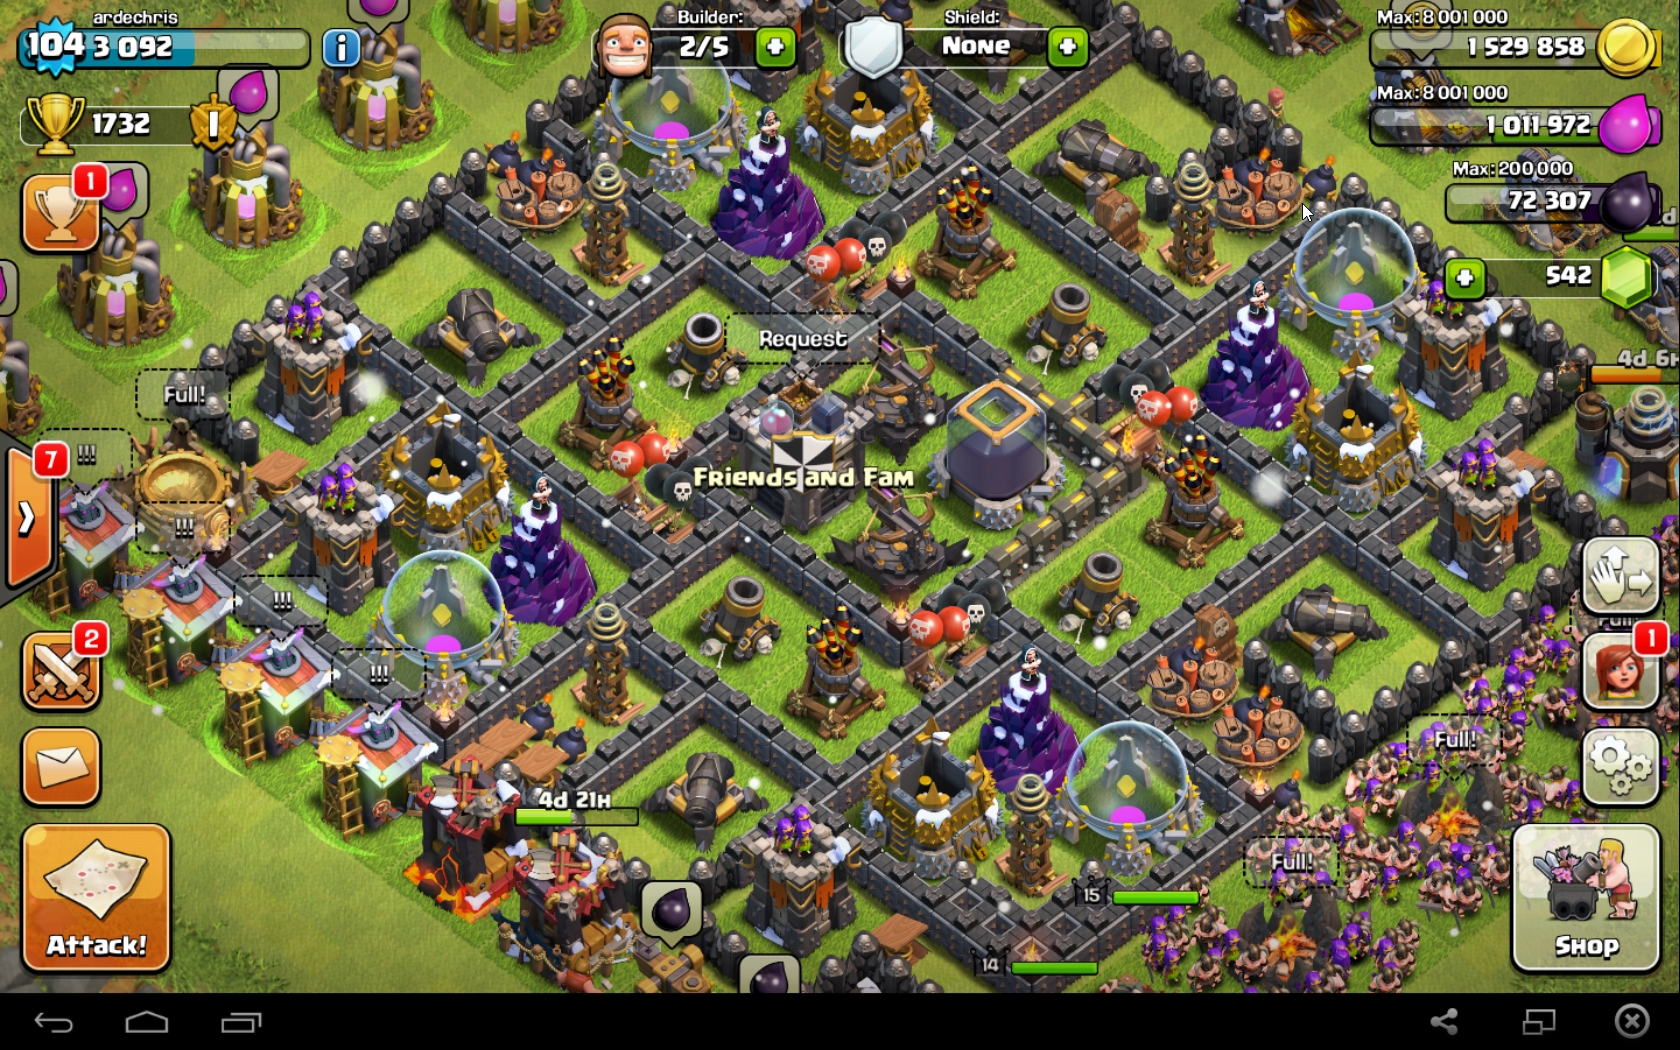 ardechris
104 3 092
i
Builder:
2/5
Shield:
None
Max: 8 001 000
1 529 858
1732
I
Max: 8 001 000
1 011 972
Max: 200 000
72 307
542
1
Request
4d 6H
Full!
7
!!!
Friends and Fam
!!!
!!!
!!!
2
1
Full!
4d 21H
Full!
15
14
Attack!
Shop